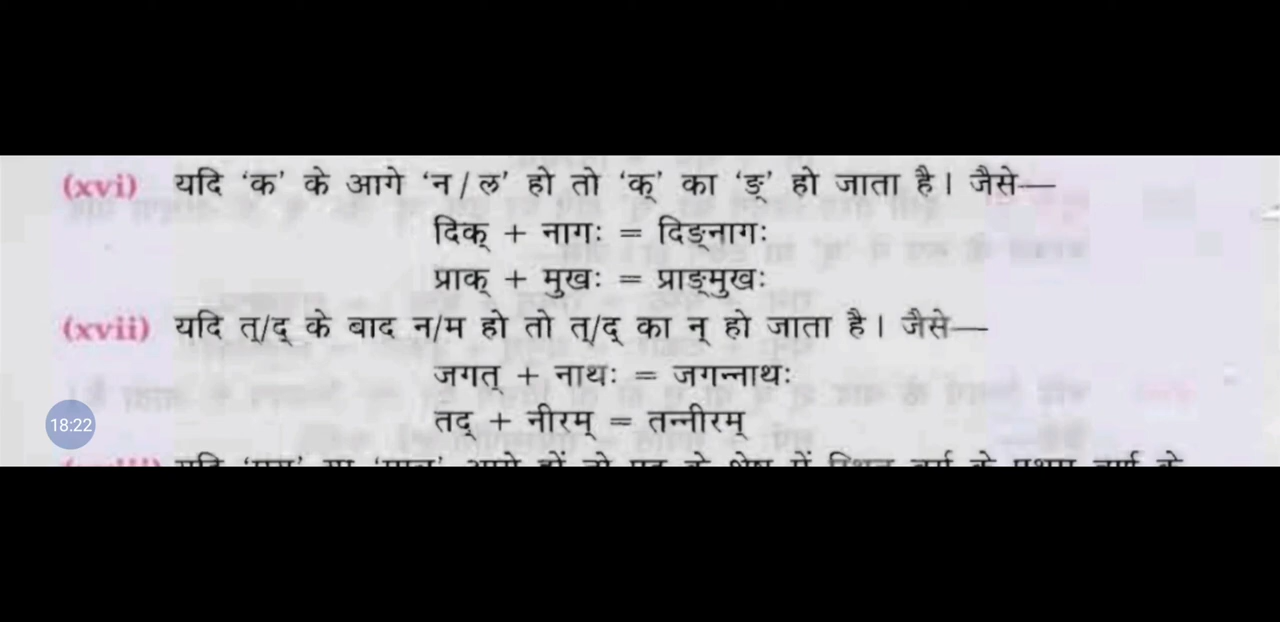 (xvi) यदि 'क' के आगे 'न / ल' हो तो 'क्' का 'ङ्' हो जाता है। जैसे—
दिक् + नागः = दिङ्नागः
प्राक् + मुखः = प्राङ्मुखः
(xvii) यदि त्/द् के बाद न/म हो तो त्/द् का न् हो जाता है। जैसे—
जगत् + नाथः = जगन्नाथः
18:22
तद् + नीरम् = तन्नीरम्